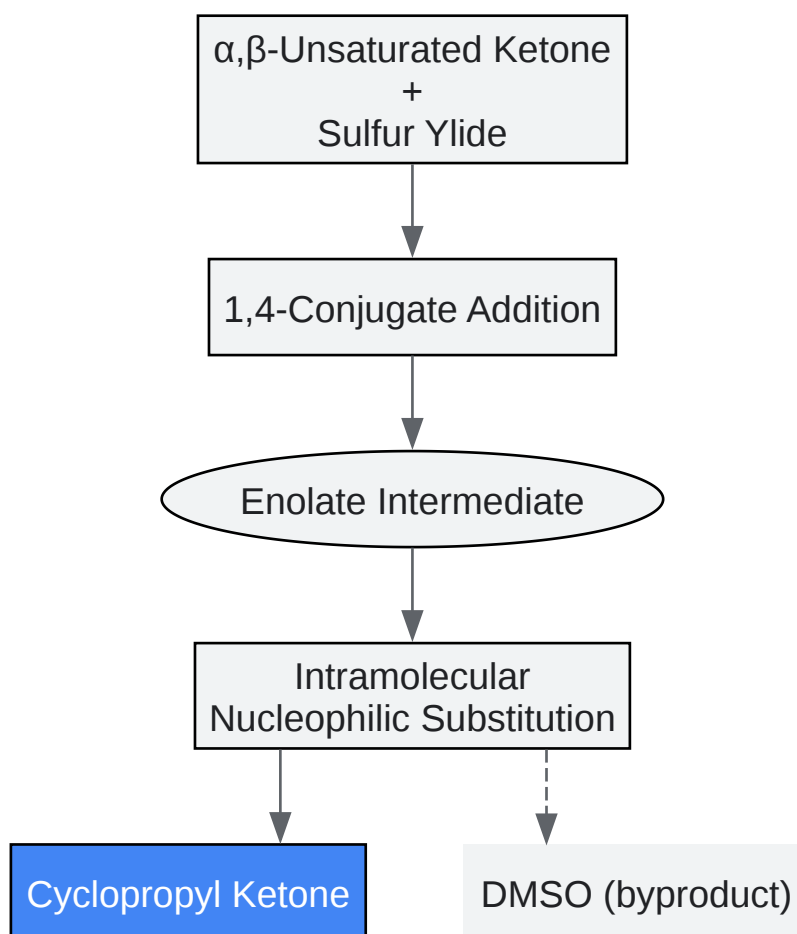 α,β-Unsaturated Ketone
+
Sulfur Ylide
1,4-Conjugate Addition
Enolate Intermediate
Intramolecular
Nucleophilic Substitution
Cyclopropyl Ketone
DMSO (byproduct)